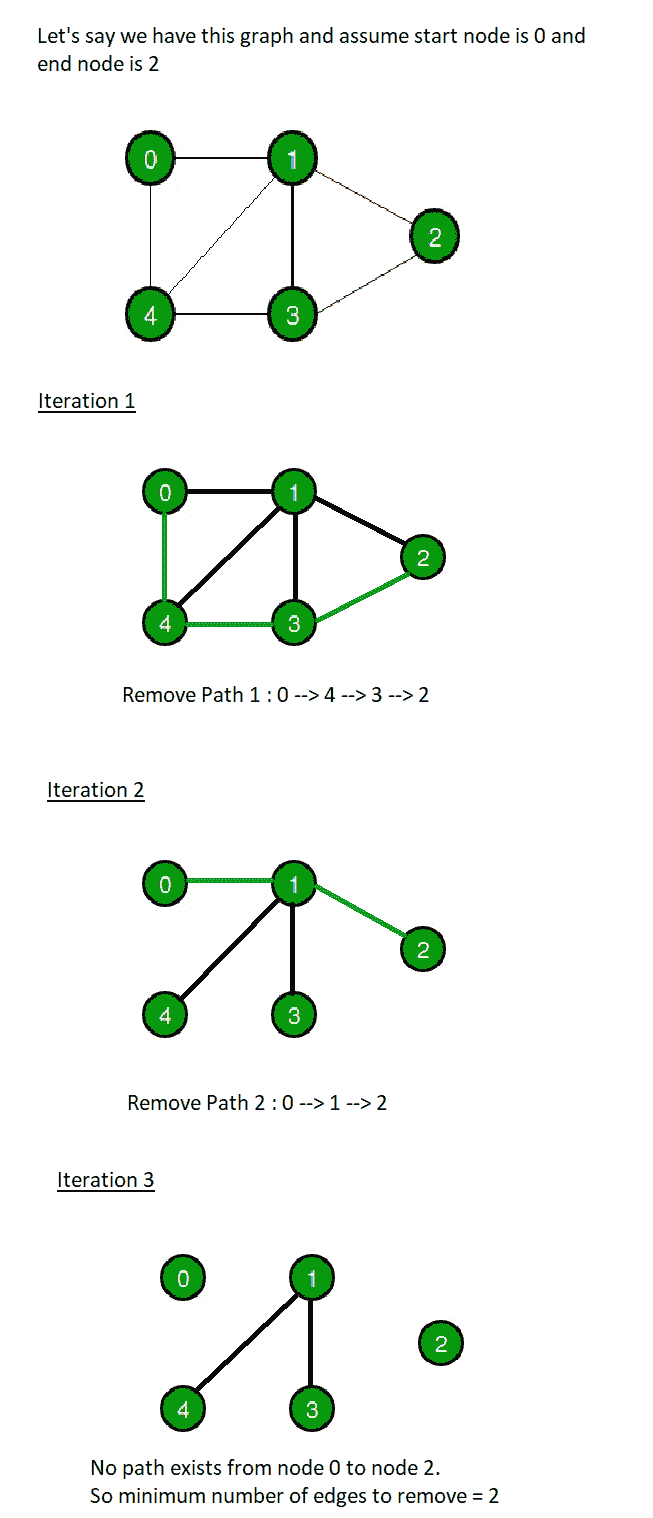 Let's say we have this graph and assume start node is 0 and
end node is 2
0 1
2
4 3
Iteration 1
0 1
2
4 3
Remove Path 1 : 0 --> 4 --> 3 --> 2
Iteration 2
0 1
2
4 3
Remove Path 2 : 0 --> 1 --> 2
Iteration 3
0 1
2
4 3
No path exists from node 0 to node 2.
So minimum number of edges to remove = 2